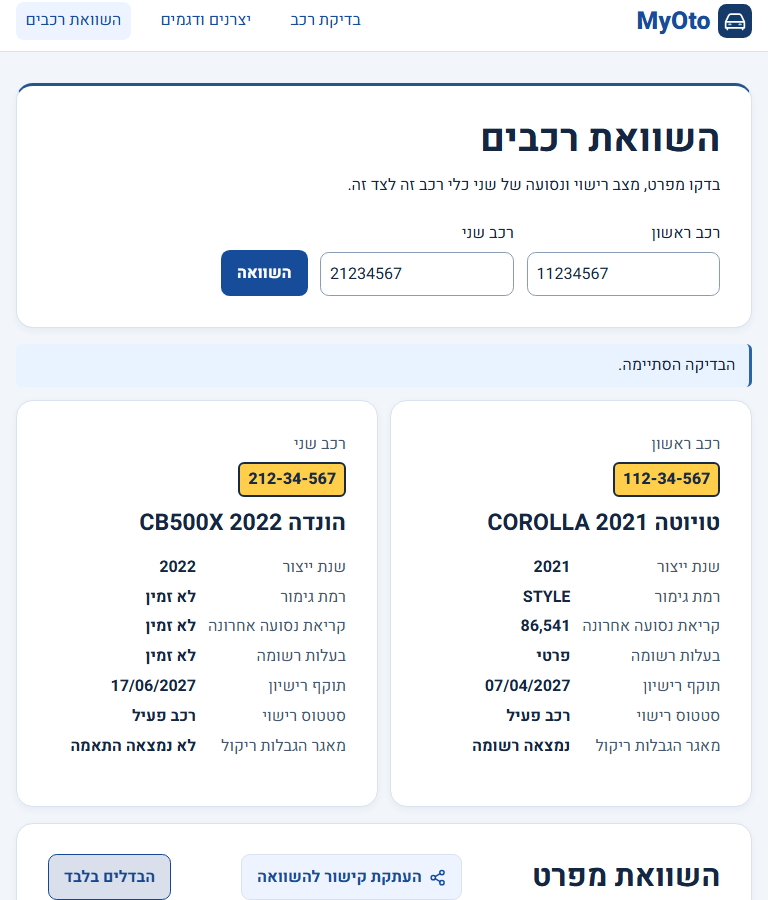 MyOto
בדיקת רכב
יצרנים ודגמים
השוואת רכבים
השוואת רכבים
בדקו מפרט, מצב רישוי ונסועה של שני כלי רכב זה לצד זה.
רכב ראשון
11234567
רכב שני
21234567
השוואה
הבדיקה הסתיימה.
רכב ראשון
112-34-567
טויוטה COROLLA 2021
שנת ייצור 2021
רמת גימור STYLE
קריאת נסועה אחרונה 86,541
בעלות רשומה פרטי
תוקף רישיון 07/04/2027
סטטוס רישוי רכב פעיל
מאגר הגבלות ריקול נמצאה רשומה
רכב שני
212-34-567
הונדה CB500X 2022
שנת ייצור 2022
רמת גימור לא זמין
קריאת נסועה אחרונה לא זמין
בעלות רשומה לא זמין
תוקף רישיון 17/06/2027
סטטוס רישוי רכב פעיל
מאגר הגבלות ריקול לא נמצאה התאמה
השוואת מפרט
העתקת קישור להשוואה
הבדלים בלבד